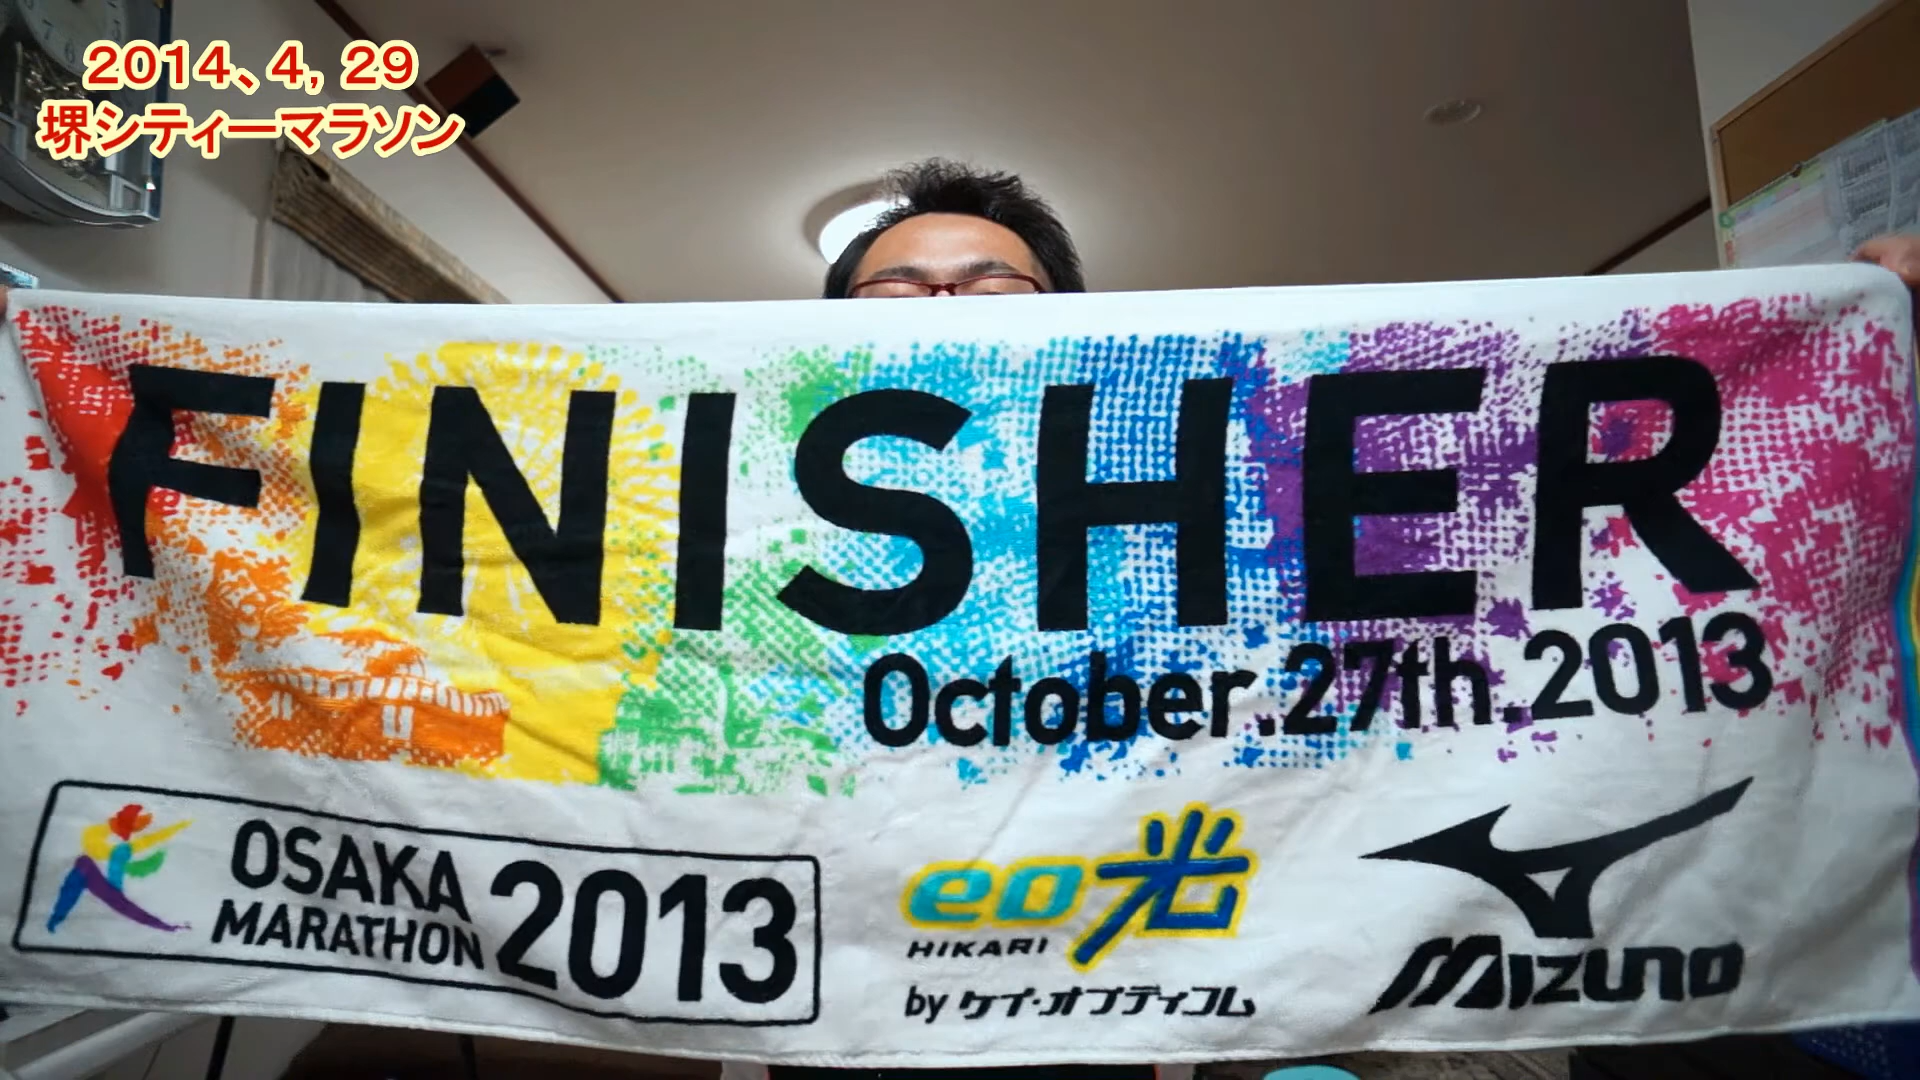 2014、4, 29
堺シティーマラソン
FINISHER
October.27th.2013
OSAKA
MARATHON 2013
eo光
HIKARI
by ケイ・オプティコム
MIZUNO